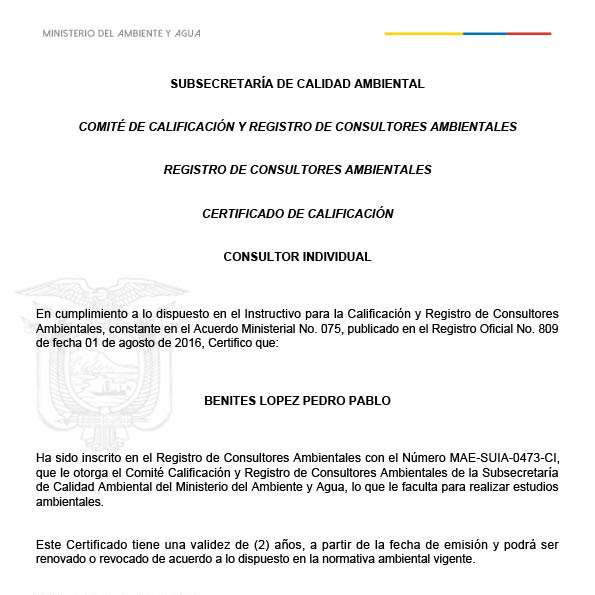 MINISTERIO DEL AMBIENTE Y AGUA
SUBSECRETARÍA DE CALIDAD AMBIENTAL
COMITÉ DE CALIFICACIÓN Y REGISTRO DE CONSULTORES AMBIENTALES
REGISTRO DE CONSULTORES AMBIENTALES
CERTIFICADO DE CALIFICACIÓN
CONSULTOR INDIVIDUAL
En cumplimiento a lo dispuesto en el Instructivo para la Calificación y Registro de Consultores
Ambientales, constante en el Acuerdo Ministerial No. 075, publicado en el Registro Oficial No. 809
de fecha 01 de agosto de 2016, Certifico que:
BENITES LOPEZ PEDRO PABLO
Ha sido inscrito en el Registro de Consultores Ambientales con el Número MAE-SUIA-0473-CI,
que le otorga el Comité Calificación y Registro de Consultores Ambientales de la Subsecretaría
de Calidad Ambiental del Ministerio del Ambiente y Agua, lo que le faculta para realizar estudios
ambientales.
Este Certificado tiene una validez de (2) años, a partir de la fecha de emisión y podrá ser
renovado o revocado de acuerdo a lo dispuesto en la normativa ambiental vigente.